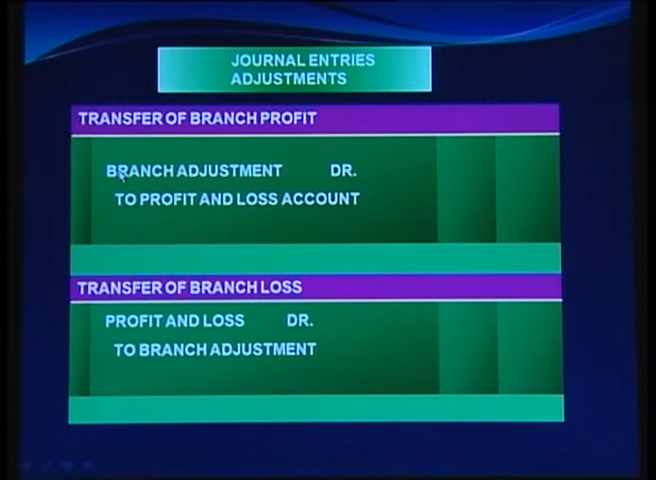 JOURNAL ENTRIES
ADJUSTMENTS
TRANSFER OF BRANCH PROFIT
BRANCH ADJUSTMENT DR.
TO PROFIT AND LOSS ACCOUNT
TRANSFER OF BRANCH LOSS
PROFIT AND LOSS DR.
TO BRANCH ADJUSTMENT